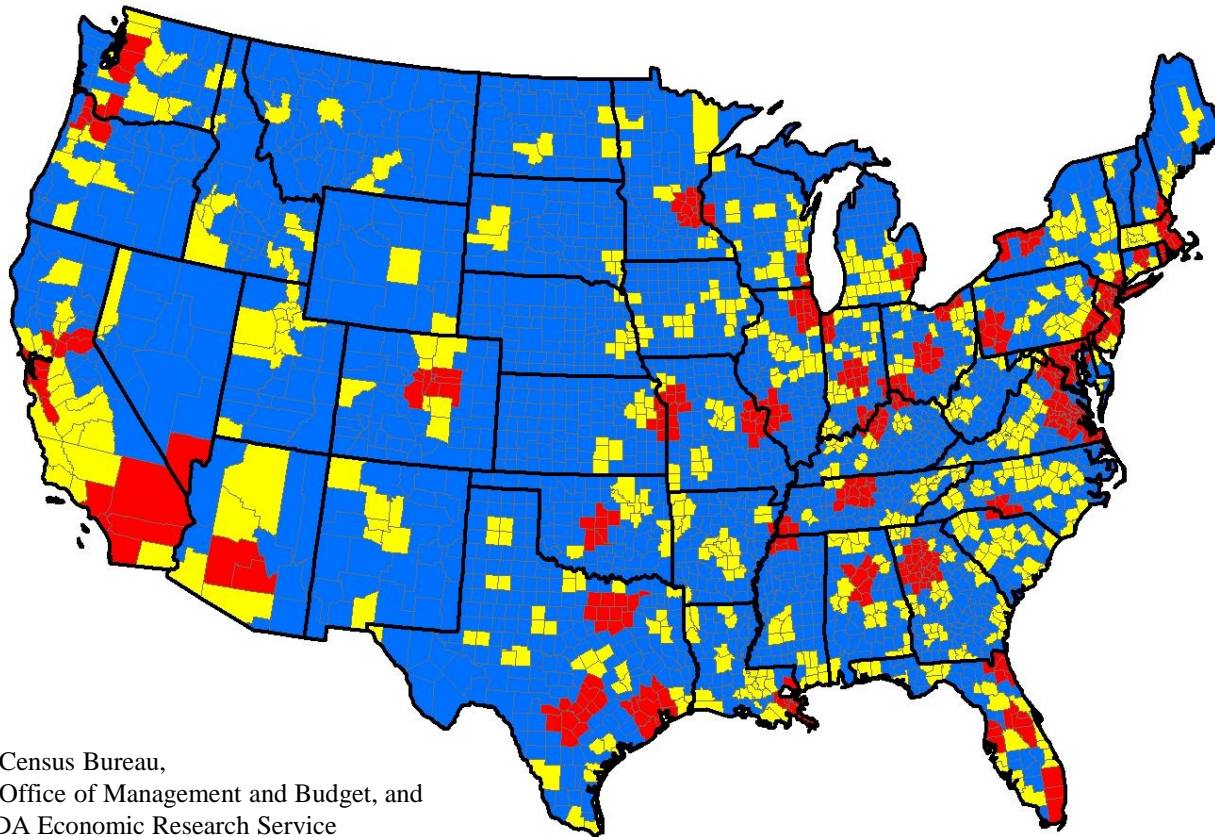 Census Bureau,
Office of Management and Budget, and
DA Economic Research Service